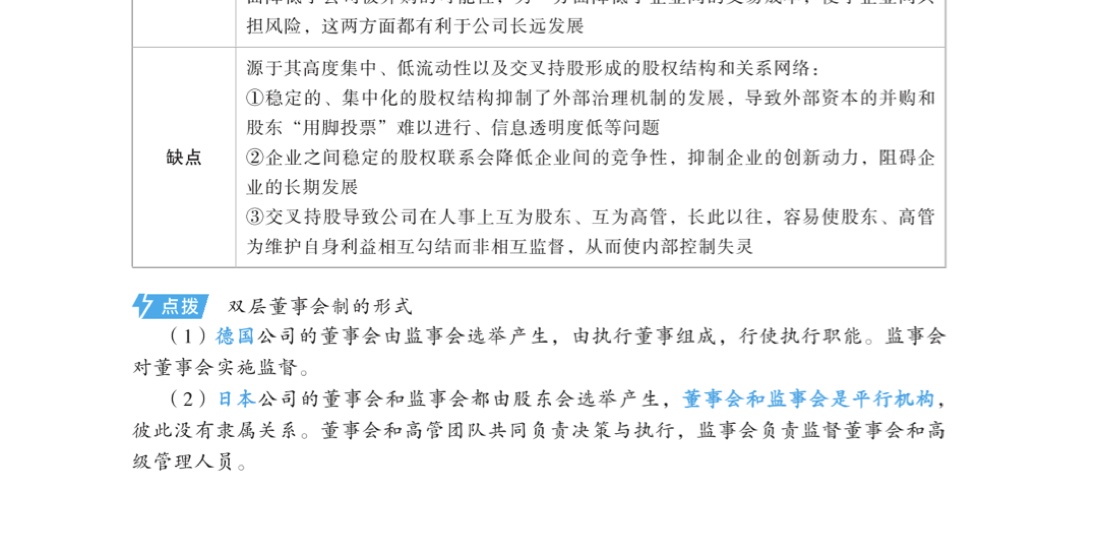 担风险，这两方面都有利于公司长远发展
缺点
源于其高度集中、低流动性以及交叉持股形成的股权结构和关系网络：
①稳定的、集中化的股权结构抑制了外部治理机制的发展，导致外部资本的并购和
股东“用脚投票”难以进行、信息透明度低等问题
②企业之间稳定的股权联系会降低企业间的竞争性，抑制企业的创新动力，阻碍企
业的长期发展
③交叉持股导致公司在人事上互为股东、互为高管，长此以往，容易使股东、高管
为维护自身利益相互勾结而非相互监督，从而使内部控制失灵
点拨 双层董事会制的形式
（1）德国公司的董事会由监事会选举产生，由执行董事组成，行使执行职能。监事会
对董事会实施监督。
（2）日本公司的董事会和监事会都由股东会选举产生，董事会和监事会是平行机构，
彼此没有隶属关系。董事会和高管团队共同负责决策与执行，监事会负责监督董事会和高
级管理人员。